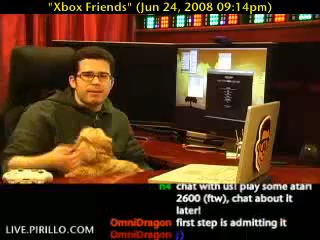 "Xbox Friends" (Jun 24, 2008 09:14pm)
chat with us! play some atari
2600 (ftw), chat about it
later!
OmniDragon first step is admitting it
OmniDragon ;)
LIVE.PIRILLO.COM